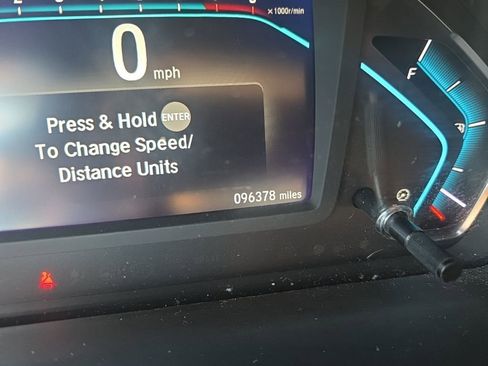 ×1000r/min
0
mph
Press & Hold ENTER
To Change Speed/
Distance Units
096378 miles
F